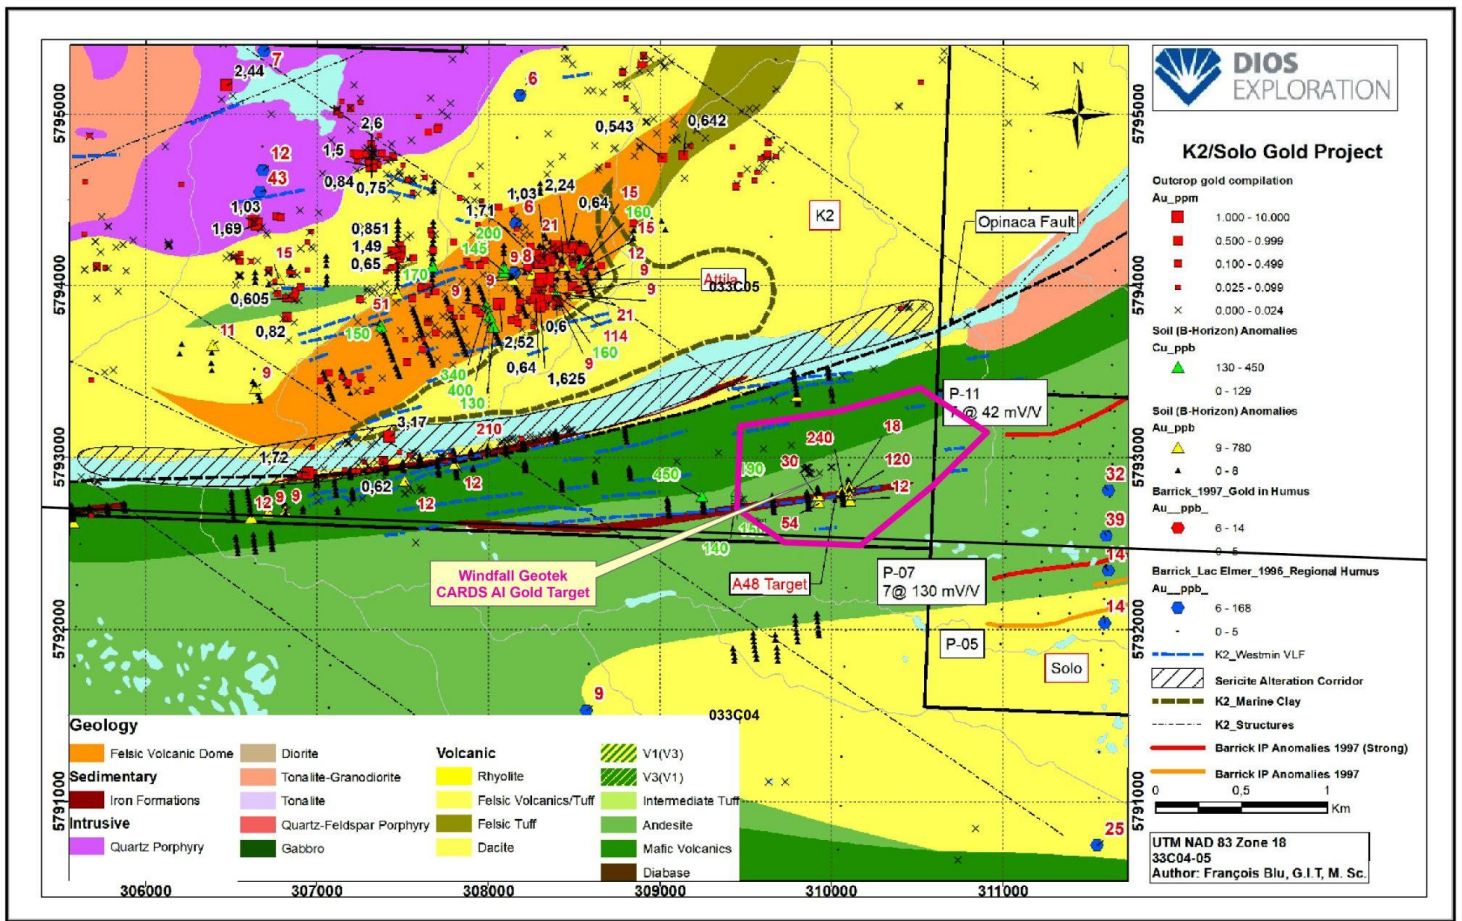 DIOS
EXPLORATION
N
K2/Solo Gold Project
Outcrop gold compilation
Au_ppm
1.000 - 10.000
0.500 - 0.999
0.100 - 0.499
0.025 - 0.099
0.000 - 0.024
Soil (B-Horizon) Anomalies
Cu_ppb
130 - 450
0 - 129
Soil (B-Horizon) Anomalies
Au_ppb
9 - 780
0 - 8
Barrick_1997_Gold in Humus
Au__ppb_
6 - 14
0 - 5
Barrick_Lac Elmer_1996_Regional Humus
Au__ppb_
6 - 168
0 - 5
K2_Westmin VLF
Sericite Alteration Corridor
K2_Marine Clay
K2_Structures
Barrick IP Anomalies 1997 (Strong)
Barrick IP Anomalies 1997
0 0,5 1
Km
UTM NAD 83 Zone 18
33C04-05
Author: François Blu, G.I.T, M. Sc.
5795000
5794000
5793000
5792000
5791000
5795000
5794000
5793000
5792000
5791000
306000 307000 308000 309000 310000 311000
7
2,44
6
2,6
1,5
0,84
0,75
12
43
1,03
1,69
0,543
0,642
1,03
2,24
0,64
15
160
15
1,71
6
21
200
145
0,851
1,49
0,65
170
15
0,605
0,82
11
9
51
150
9
9
9
8
12
9
9
Attila
033C05
K2
Opinaca Fault
21
114
160
9
0,6
2,52
0,64
1,625
340
400
130
3,17
210
1,72
0,62
12
9
9
12
12
450
190
240
30
18
120
12
54
140
P-11
7 @ 42 mV/V
32
39
14
14
P-07
7@ 130 mV/V
P-05
Solo
A48 Target
Windfall Geotek
CARDS AI Gold Target
9
25
033C04
Geology
Felsic Volcanic Dome
Sedimentary
Iron Formations
Intrusive
Quartz Porphyry
Diorite
Tonalite-Granodiorite
Tonalite
Quartz-Feldspar Porphyry
Gabbro
Volcanic
Rhyolite
Felsic Volcanics/Tuff
Felsic Tuff
Dacite
V1(V3)
V3(V1)
Intermediate Tuff
Andesite
Mafic Volcanics
Diabase